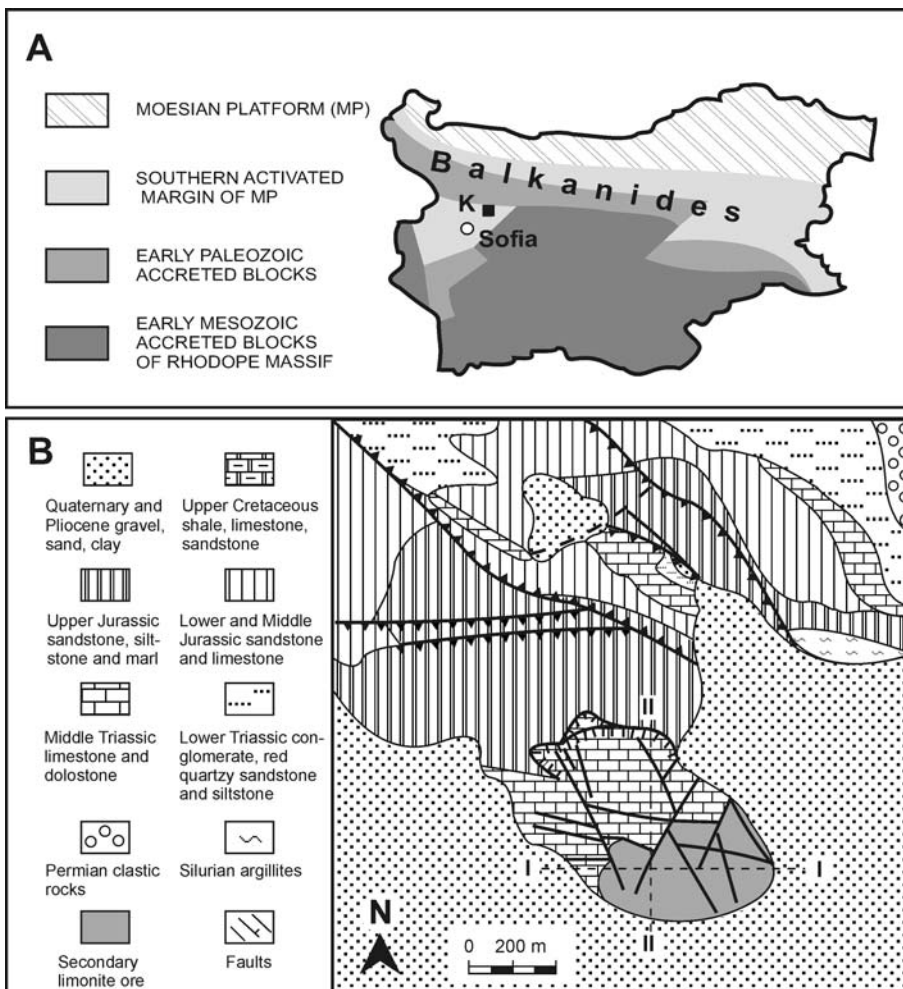 A
MOESIAN PLATFORM (MP)
SOUTHERN ACTIVATED
MARGIN OF MP
EARLY PALEOZOIC
ACCRETED BLOCKS
EARLY MESOZOIC
ACCRETED BLOCKS
OF RHODOPE MASSIF
Balkanides
K
Sofia
B
Quaternary and
Pliocene gravel,
sand, clay
Upper Cretaceous
shale, limestone,
sandstone
Upper Jurassic
sandstone, silt-
stone and marl
Lower and Middle
Jurassic sandstone
and limestone
Middle Triassic
limestone and
dolostone
Lower Triassic con-
glomerate, red
quartzy sandstone
and siltstone
Permian clastic
rocks
Silurian argillites
Secondary
limonite ore
Faults
II
I
I
II
N
0 200 m